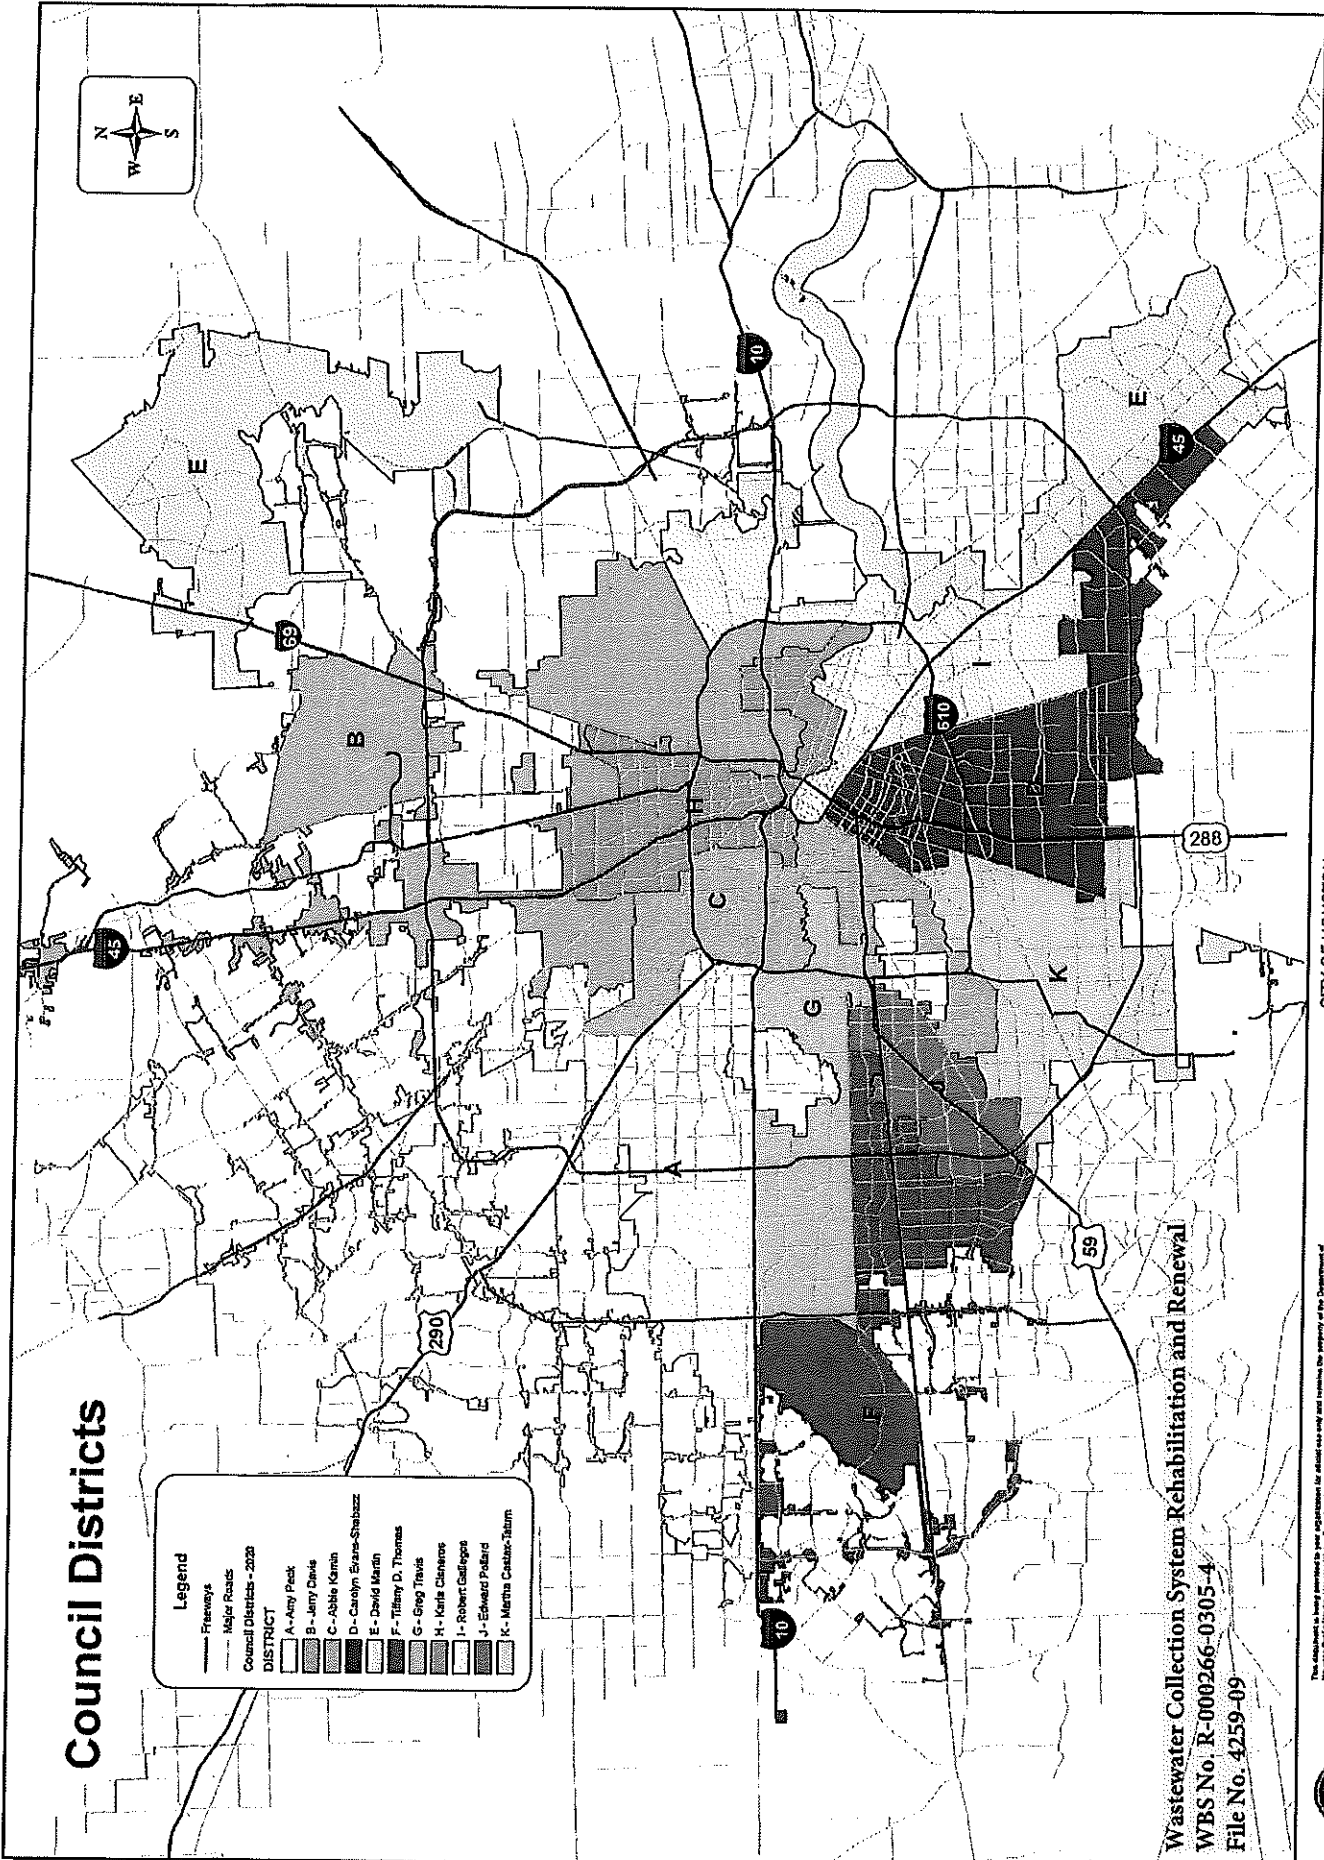 Council Districts
Legend
Freeways
Major Roads
Council Districts - 2020
DISTRICT
A - Amy Peck
B - Jerry Davis
C - Abbie Kamin
D - Carolyn Evans-Shabazz
E - David Martin
F - Tiffany D. Thomas
G - Greg Travis
H - Karla Cisneros
I - Robert Gallegos
J - Edward Pollard
K - Martha Castex-Tatum
N
W
E
S
45
69
E
B
290
H
10
A
C
I
10
G
F
J
610
D
I
K
E
45
59
288
Wastewater Collection System Rehabilitation and Renewal
WBS No. R-000266-0305-4
File No. 4259-09